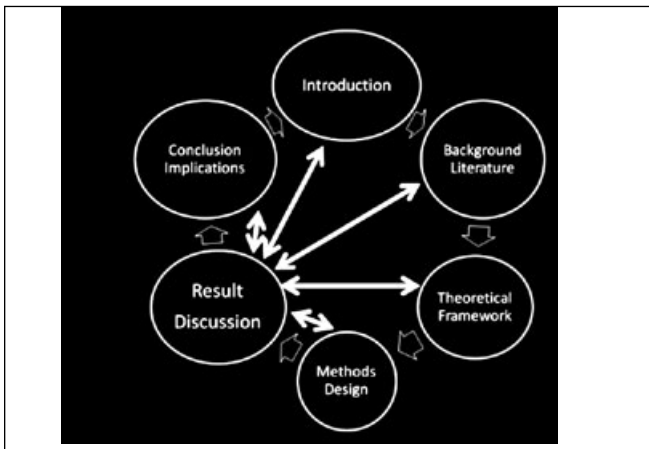 Introduction
Background
Literature
Theoretical
Framework
Methods
Design
Result
Discussion
Conclusion
Implications